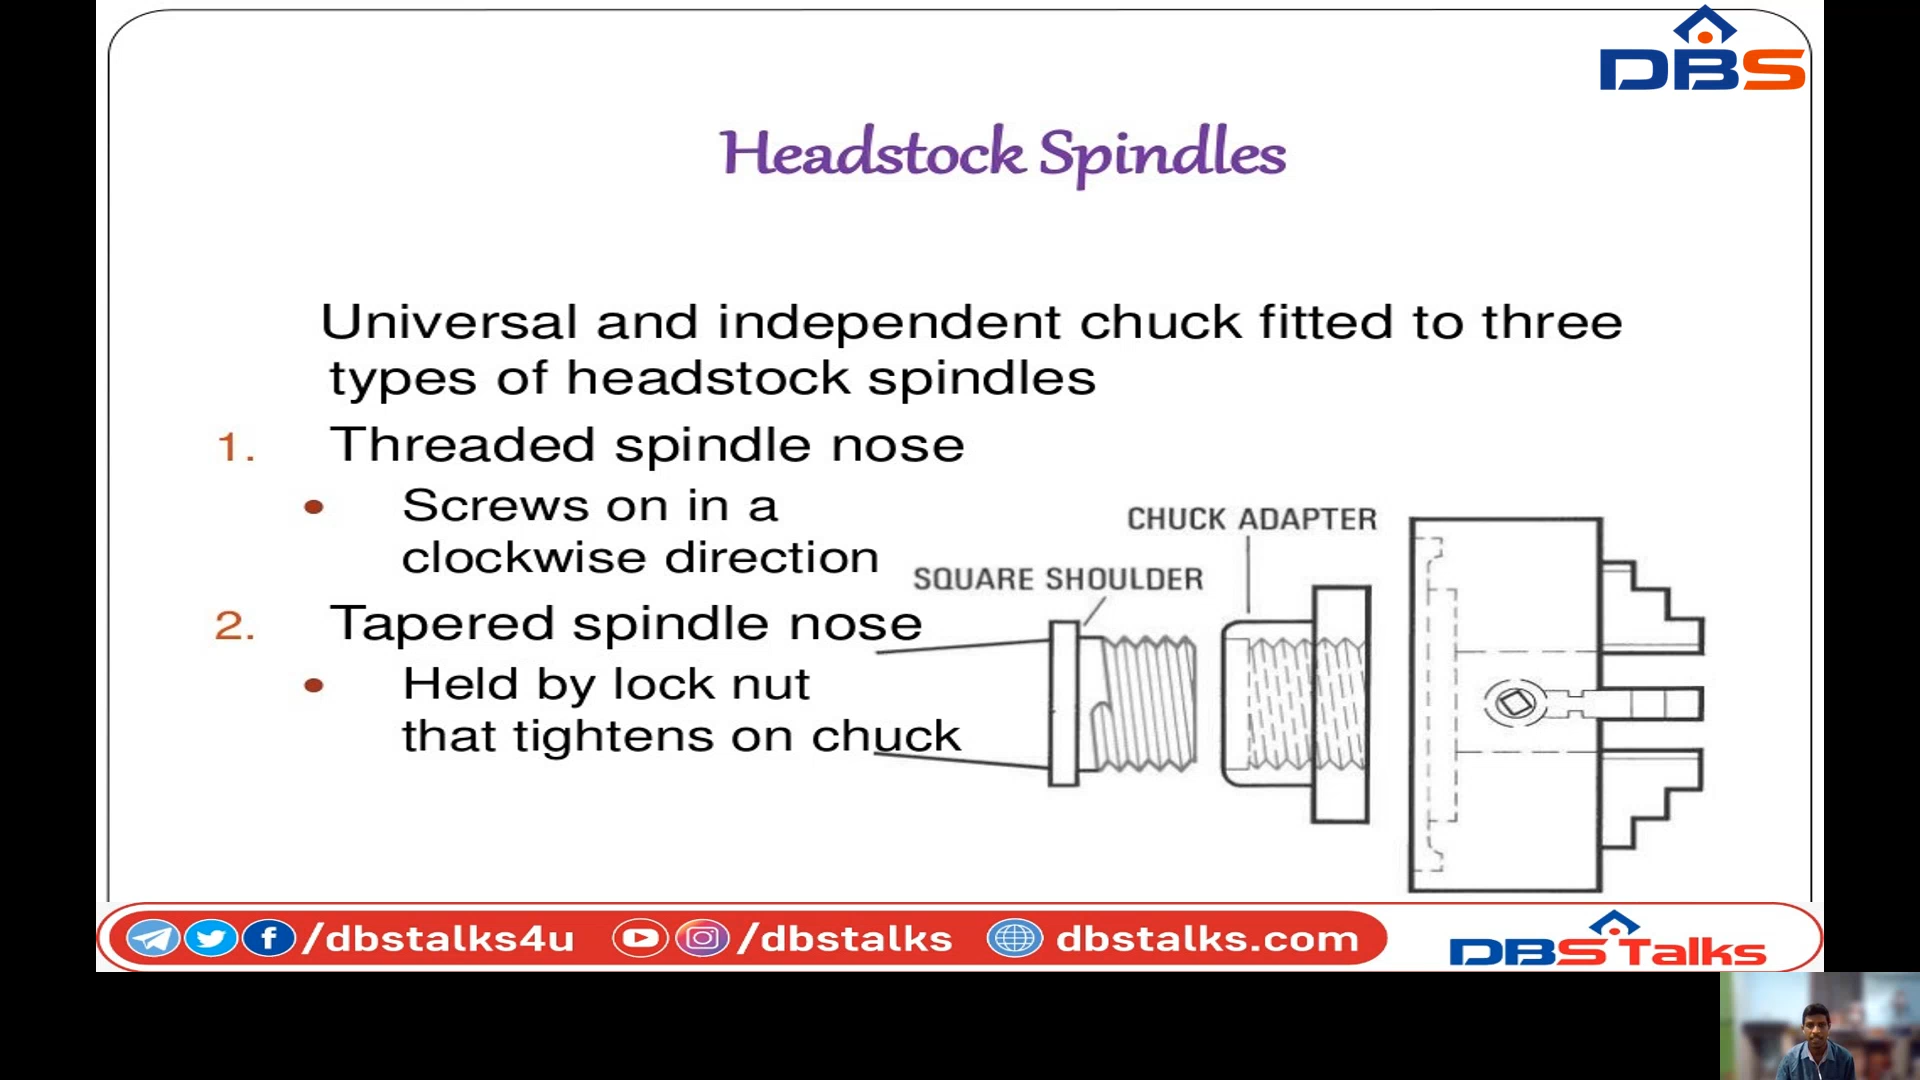 DBS
Headstock Spindles
Universal and independent chuck fitted to three
types of headstock spindles
1. Threaded spindle nose
• Screws on in a
clockwise direction
2. Tapered spindle nose
• Held by lock nut
that tightens on chuck
CHUCK ADAPTER
SQUARE SHOULDER
/dbstalks4u
/dbstalks
dbstalks.com
DBS Talks